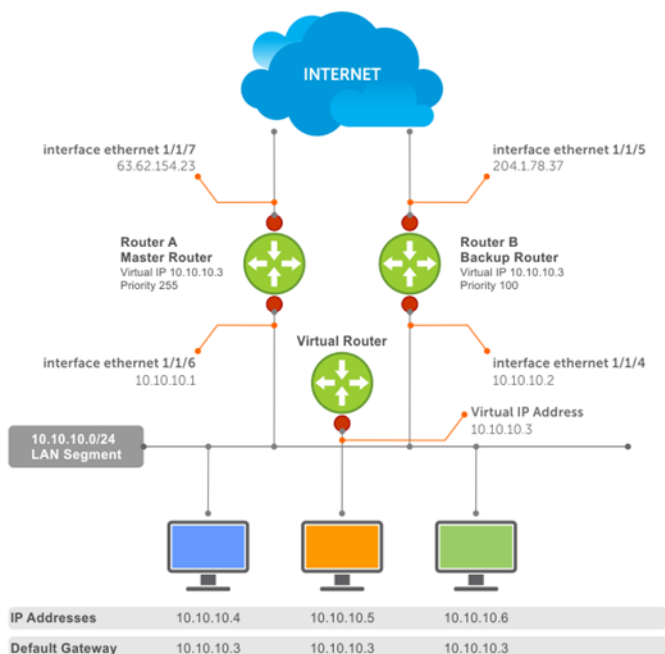 INTERNET
interface ethernet 1/1/7
63.62.154.23
interface ethernet 1/1/5
204.1.78.37
Router A
Master Router
Virtual IP 10.10.10.3
Priority 255
Router B
Backup Router
Virtual IP 10.10.10.3
Priority 100
interface ethernet 1/1/6
10.10.10.1
Virtual Router
interface ethernet 1/1/4
10.10.10.2
Virtual IP Address
10.10.10.3
10.10.10.0/24
LAN Segment
IP Addresses 10.10.10.4 10.10.10.5 10.10.10.6
Default Gateway 10.10.10.3 10.10.10.3 10.10.10.3